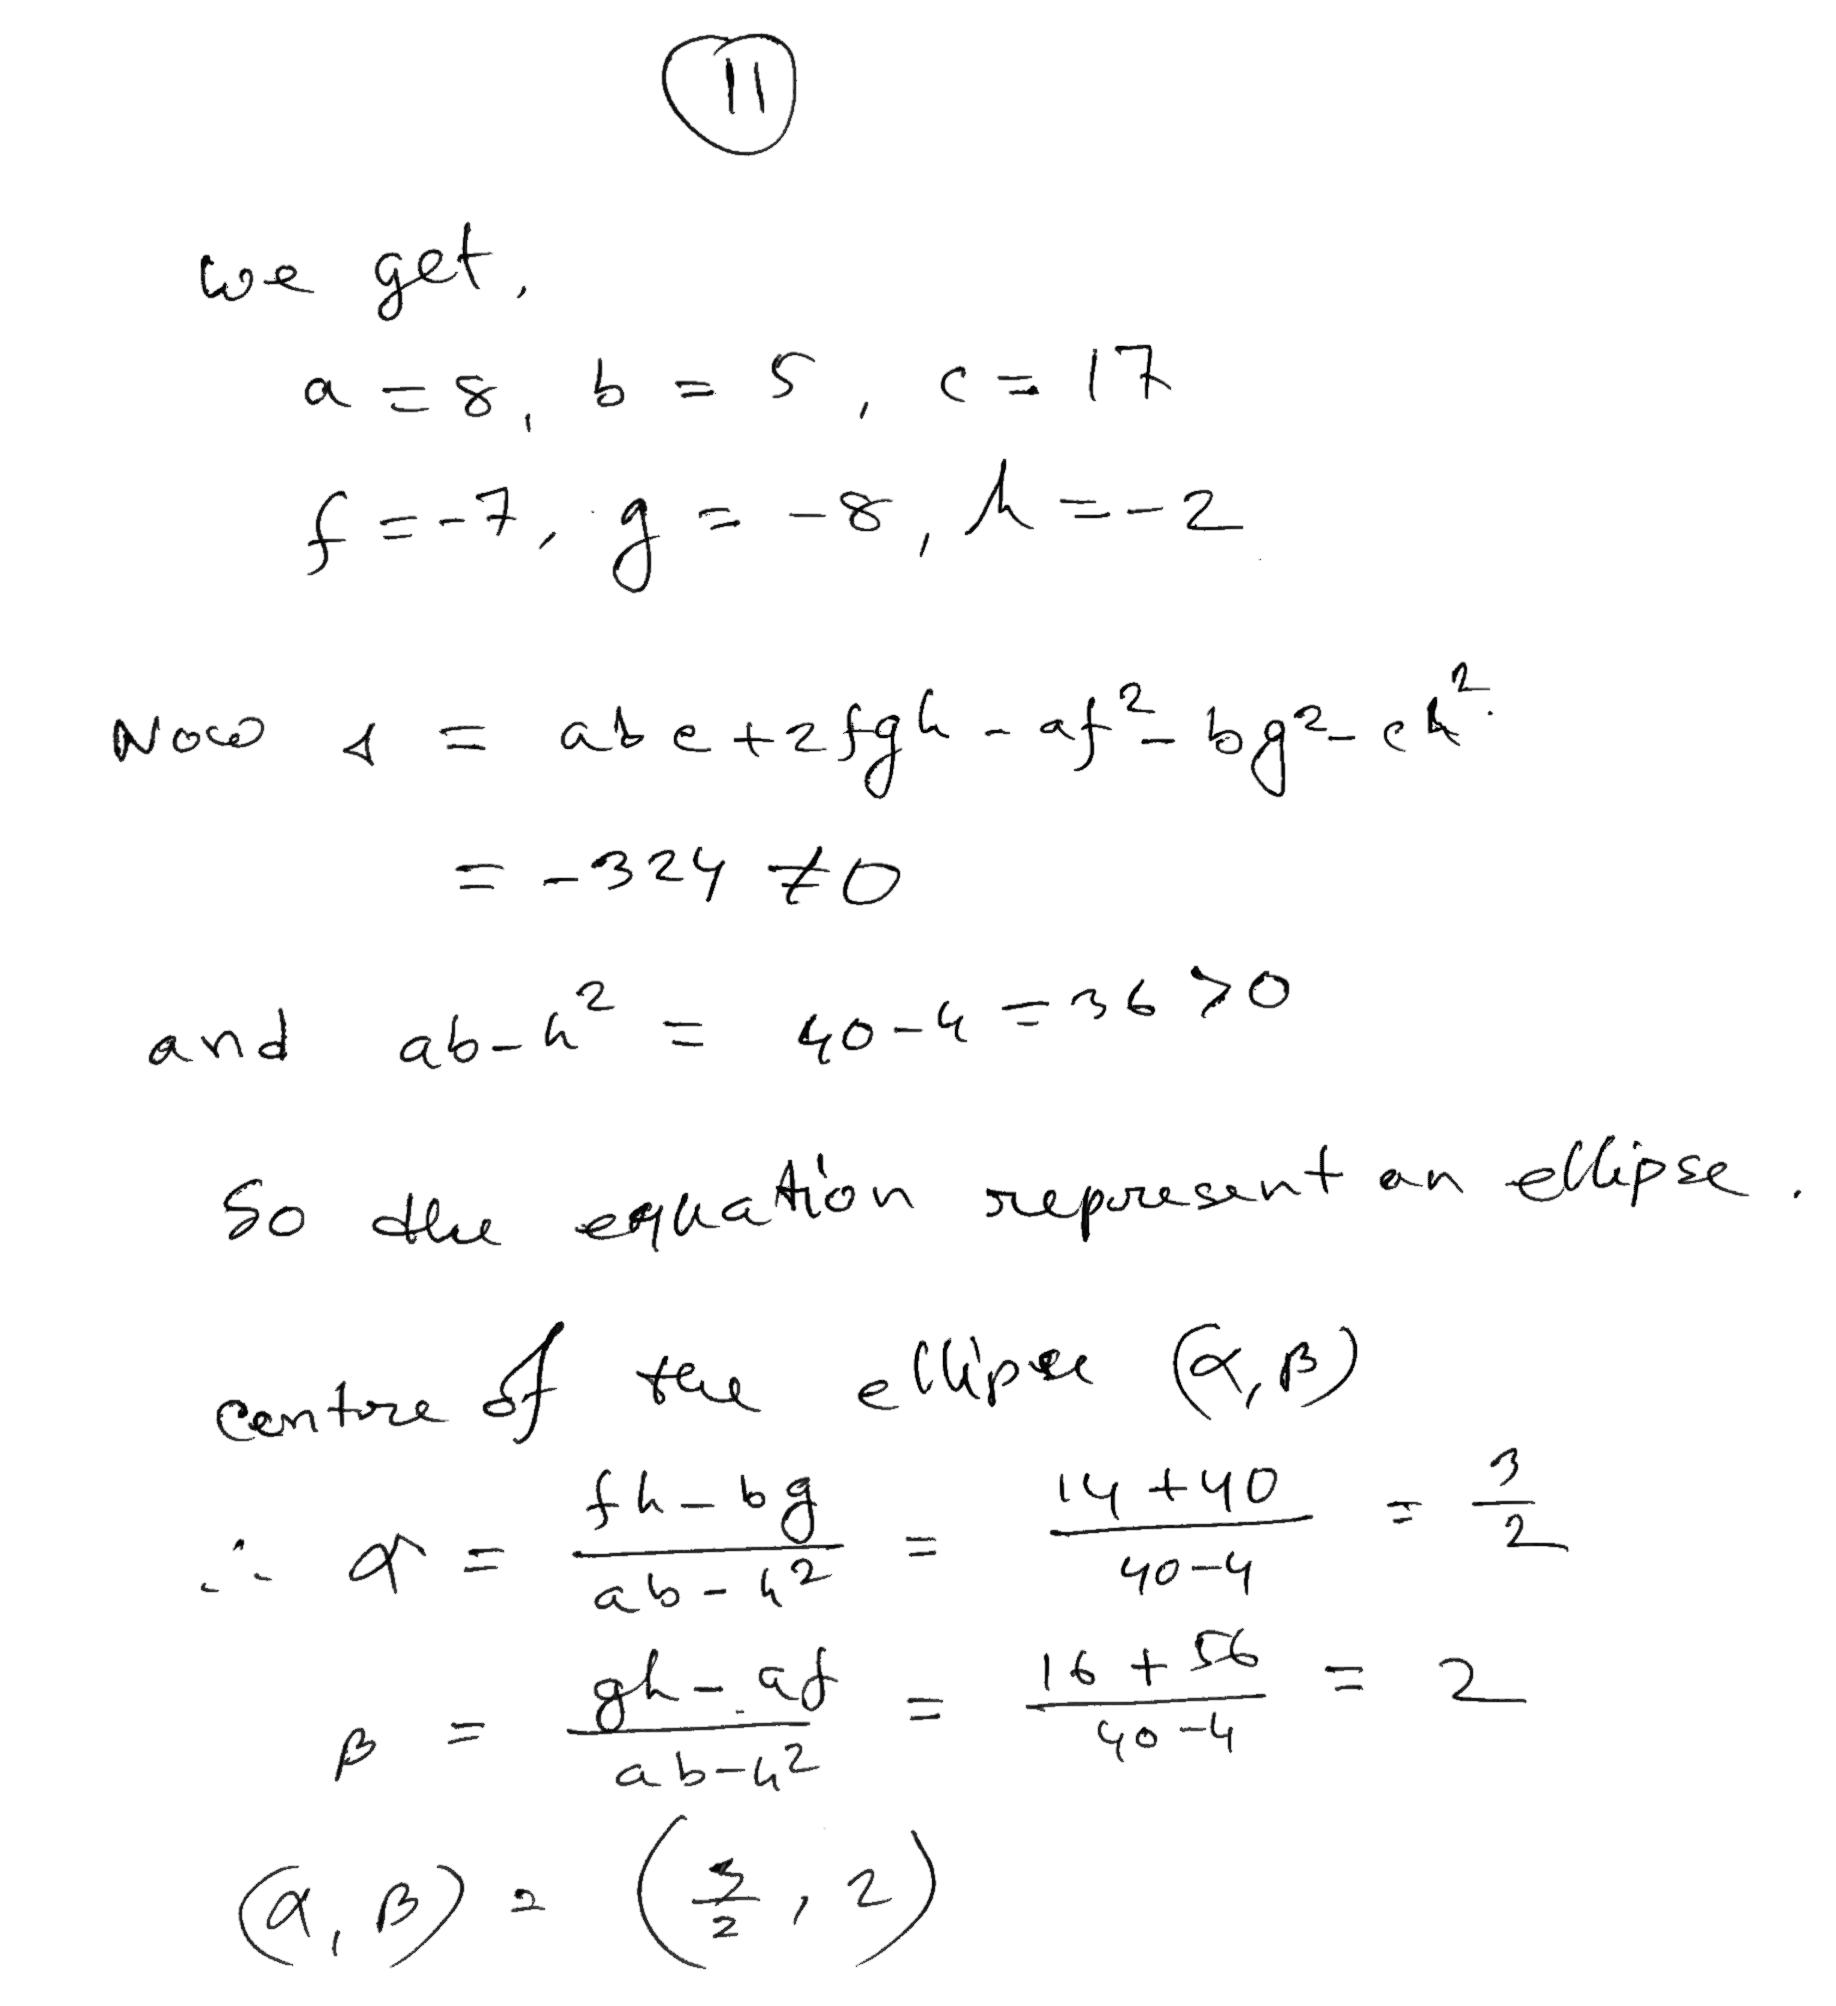 11
we get,
a = 8, b = 5, c = 17
f = -7, g = -8, h = -2
Now Δ = abc + 2fgh - af² - bg² - ch².
= -324 ≠ 0
and ab - h² = 40 - 4 = 36 > 0
So the equation represent an ellipse.
centre of the ellipse (α, β)
∴ α = (fh - bg)/(ab - h²) = (14 + 40)/(40 - 4) = 3/2
β = (gh - af)/(ab - h²) = (16 + 56)/(40 - 4) = 2
(α, β) = (3/2, 2)